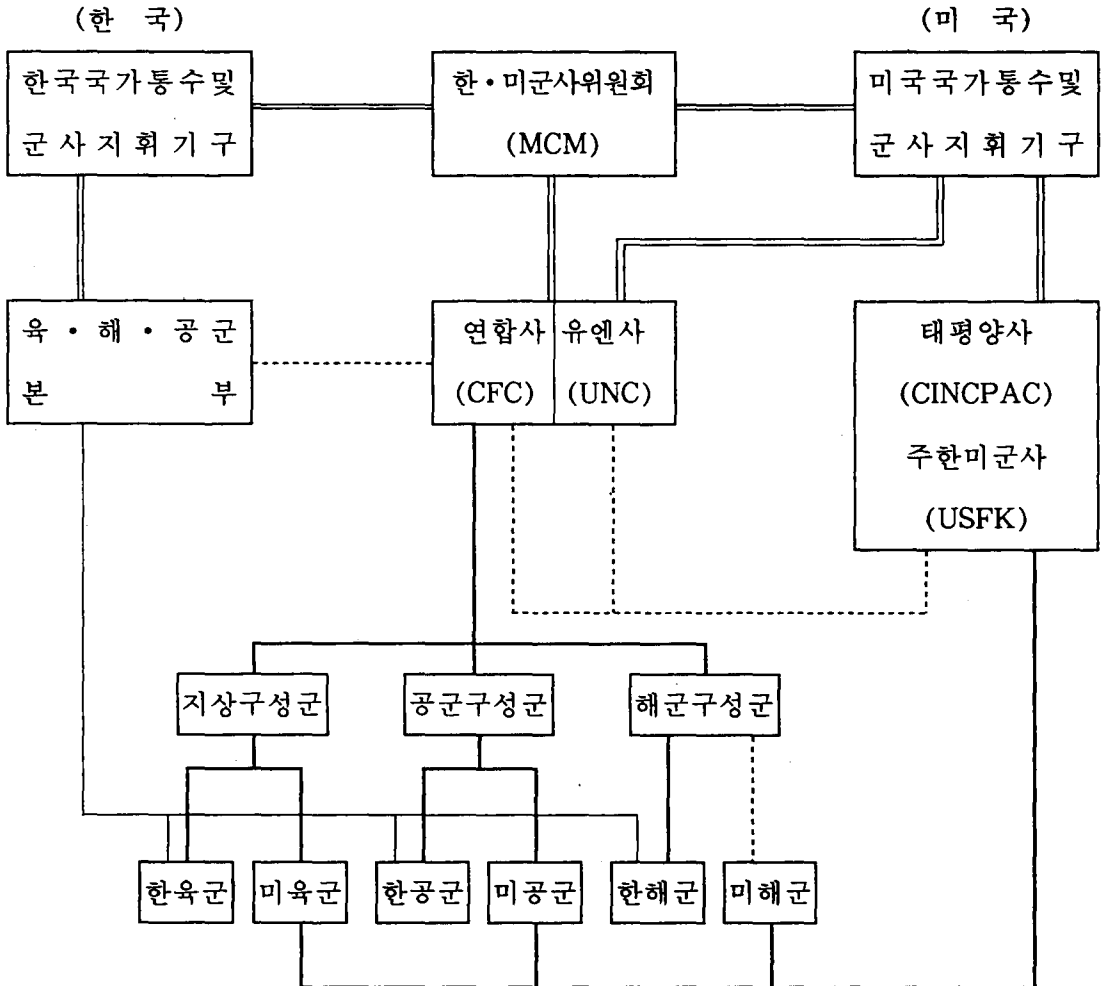 (한 국)
(미 국)
한국국가통수및
군사지휘기구
한·미군사위원회
(MCM)
미국국가통수및
군사지휘기구
육·해·공군
본 부
연합사
(CFC)
유엔사
(UNC)
태평양사
(CINCPAC)
주한미군사
(USFK)
지상구성군
공군구성군
해군구성군
한육군
미육군
한공군
미공군
한해군
미해군